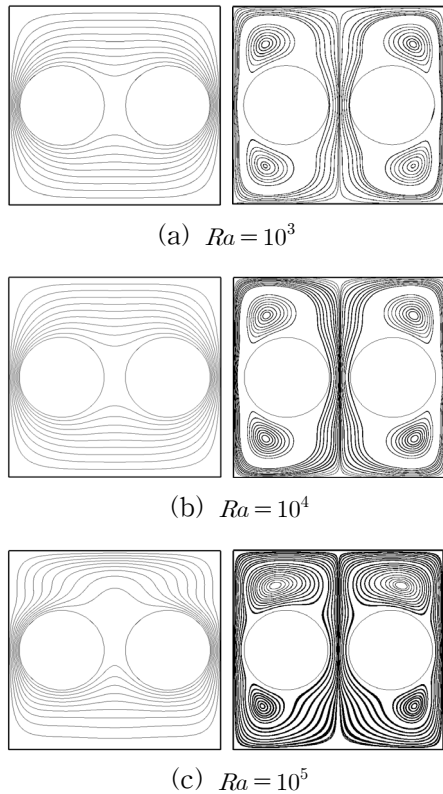 (a) Ra = 10³
(b) Ra = 10⁴
(c) Ra = 10⁵